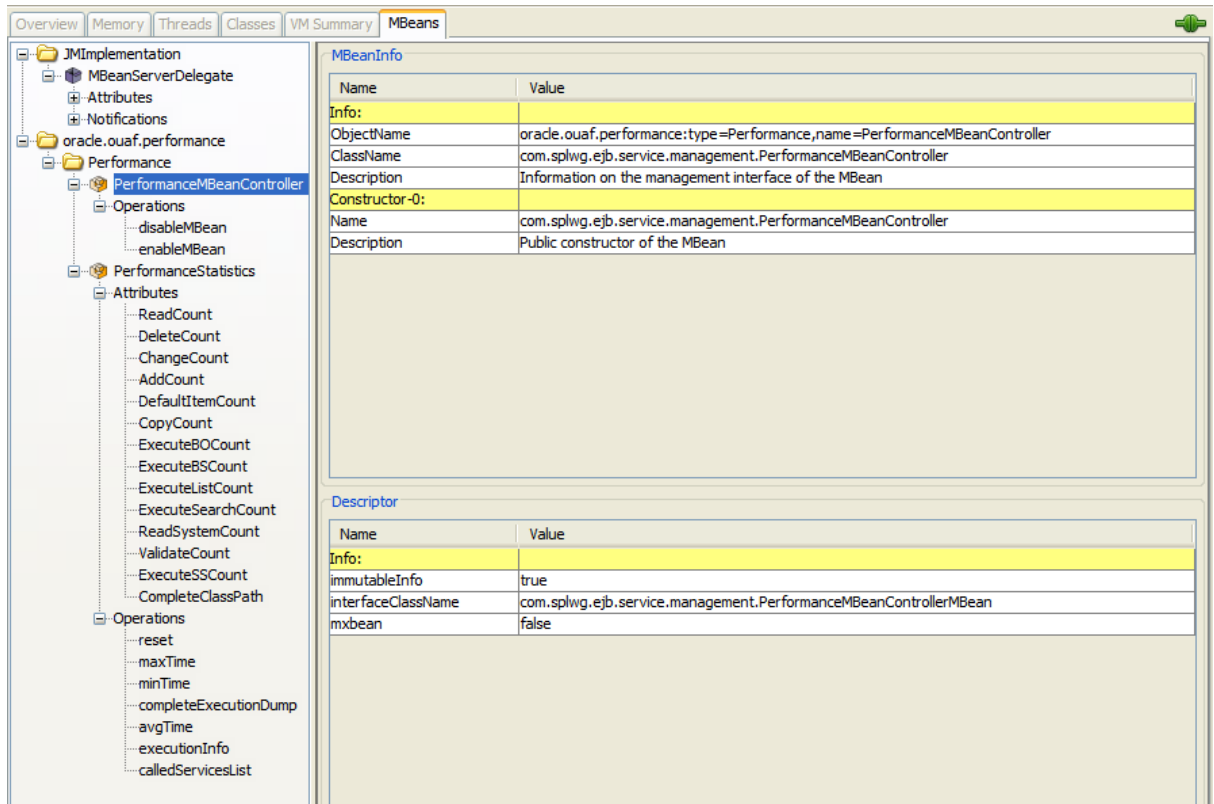 Overview Memory Threads Classes VM Summary MBeans
JMImplementation
MBeanServerDelegate
Attributes
Notifications
oracle.ouaf.performance
Performance
PerformanceMBeanController
Operations
disableMBean
enableMBean
PerformanceStatistics
Attributes
ReadCount
DeleteCount
ChangeCount
AddCount
DefaultItemCount
CopyCount
ExecuteBOCount
ExecuteBSCount
ExecuteListCount
ExecuteSearchCount
ReadSystemCount
ValidateCount
ExecuteSSCount
CompleteClassPath
Operations
reset
maxTime
minTime
completeExecutionDump
avgTime
executionInfo
calledServicesList
MBeanInfo
Name Value
Info:
ObjectName oracle.ouaf.performance:type=Performance,name=PerformanceMBeanController
ClassName com.splwg.ejb.service.management.PerformanceMBeanController
Description Information on the management interface of the MBean
Constructor-0:
Name com.splwg.ejb.service.management.PerformanceMBeanController
Description Public constructor of the MBean
Descriptor
Name Value
Info:
immutableInfo true
interfaceClassName com.splwg.ejb.service.management.PerformanceMBeanControllerMBean
mxbean false